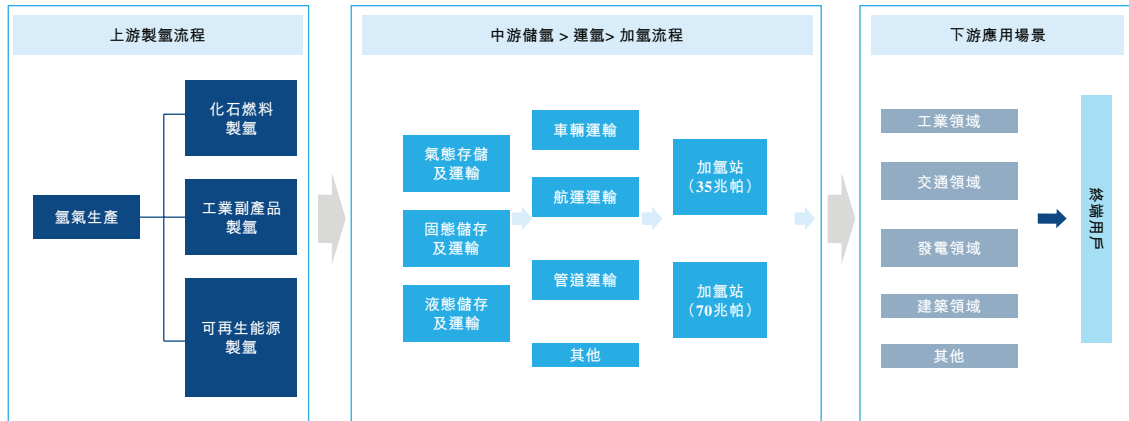 上游製氫流程
氫氣生產
化石燃料
製氫
工業副產品
製氫
可再生能源
製氫
中游儲氫 > 運氫> 加氫流程
氣態存儲
及運輸
固態儲存
及運輸
液態儲存
及運輸
車輛運輸
航運運輸
管道運輸
其他
加氫站
（35兆帕）
加氫站
（70兆帕）
下游應用場景
工業領域
交通領域
發電領域
建築領域
其他
終端用戶